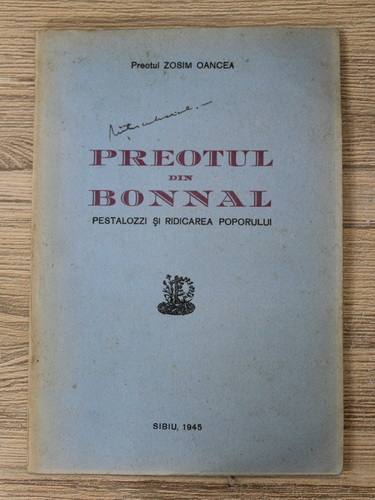 Preotul ZOSIM OANCEA
PREOTUL
DIN
BONNAL
PESTALOZZI ȘI RIDICAREA POPORULUI
SIBIU, 1945